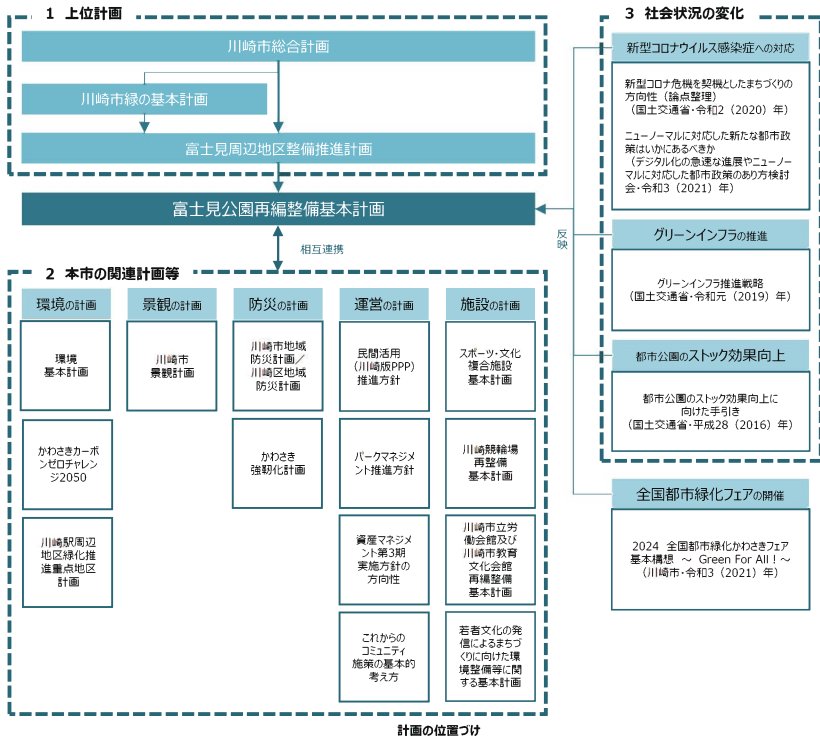 1 上位計画
川崎市総合計画
川崎市緑の基本計画
富士見周辺地区整備推進計画
富士見公園再編整備基本計画
相互連携
反映
2 本市の関連計画等
環境の計画
環境
基本計画
かわさきカーボ
ンゼロチャレン
ジ2050
川崎駅周辺
地区緑化推
進重点地区
計画
景観の計画
川崎市
景観計画
防災の計画
川崎市地域
防災計画／
川崎区地域
防災計画
かわさき
強靭化計画
運営の計画
民間活用
（川崎版PPP）
推進方針
パークマネジメ
ント推進方針
資産マネジメ
ント第3期
実施方針の
方向性
これからの
コミュニティ
施策の基本的
考え方
施設の計画
スポーツ・文化
複合施設
基本計画
川崎競輪場
再整備
基本計画
川崎市立労
働会館及び
川崎市教育
文化会館
再編整備
基本計画
若者文化の発
信によるまちづ
くりに向けた環
境整備等に関
する基本計画
3 社会状況の変化
新型コロナウイルス感染症への対応
新型コロナ危機を契機としたまちづくりの
方向性（論点整理）
（国土交通省・令和2（2020）年）
ニューノーマルに対応した新たな都市政
策はいかにあるべきか
（デジタル化の急速な進展やニューノー
マルに対応した都市政策のあり方検討
会・令和3（2021）年）
グリーンインフラの推進
グリーンインフラ推進戦略
（国土交通省・令和元（2019）年）
都市公園のストック効果向上
都市公園のストック効果向上に
向けた手引き
（国土交通省・平成28（2016）年）
全国都市緑化フェアの開催
2024 全国都市緑化かわさきフェア
基本構想 ～ Green For All！～
（川崎市・令和3（2021）年）
計画の位置づけ